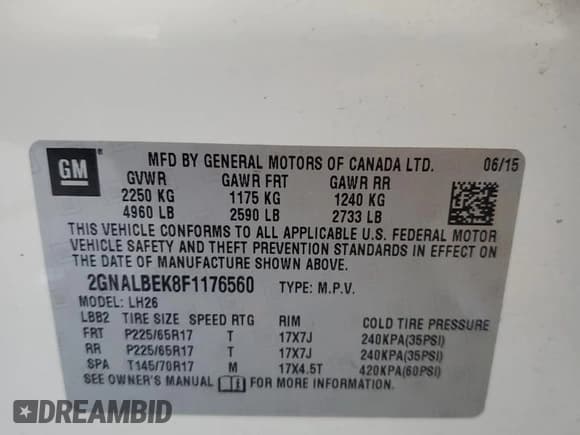 GM
®
MFD BY GENERAL MOTORS OF CANADA LTD. 06/15
GVWR GAWR FRT GAWR RR
2250 KG 1175 KG 1240 KG
4960 LB 2590 LB 2733 LB
THIS VEHICLE CONFORMS TO ALL APPLICABLE U.S. FEDERAL MOTOR
VEHICLE SAFETY AND THEFT PREVENTION STANDARDS IN EFFECT ON
THE DATE OF MANUFACTURE SHOWN ABOVE.
2GNALBEK8F1176560 TYPE: M.P.V.
MODEL: LH26
LBB2 TIRE SIZE SPEED RTG RIM COLD TIRE PRESSURE
FRT P225/65R17 T 17X7J 240KPA(35PSI)
RR P225/65R17 T 17X7J 240KPA(35PSI)
SPA T145/70R17 M 17X4.5T 420KPA(60PSI)
SEE OWNER'S MANUAL i FOR MORE INFORMATION.
DREAMBID